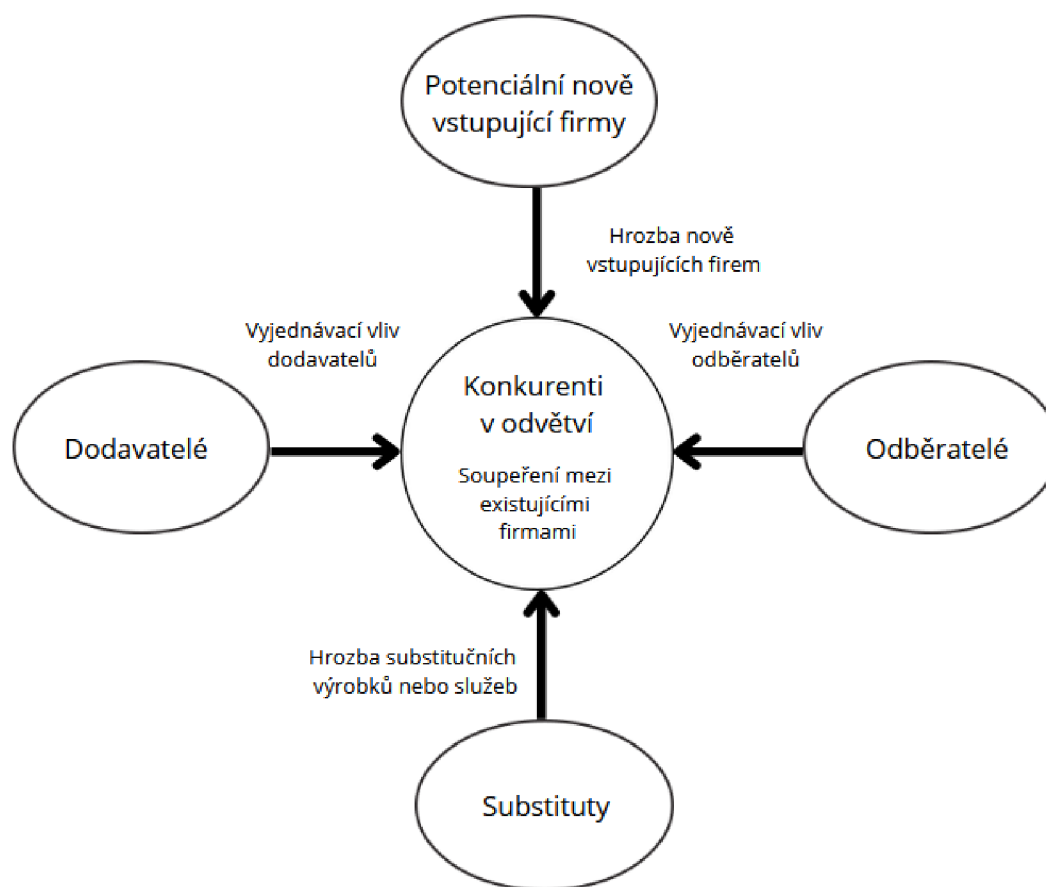 Potenciální nově
vstupující firmy
Hrozba nově
vstupujících firem
Vyjednávací vliv
dodavatelů
Vyjednávací vliv
odběratelů
Dodavatelé
Konkurenti
v odvětví
Soupeření mezi
existujícími
firmami
Odběratelé
Hrozba substitučních
výrobků nebo služeb
Substituty